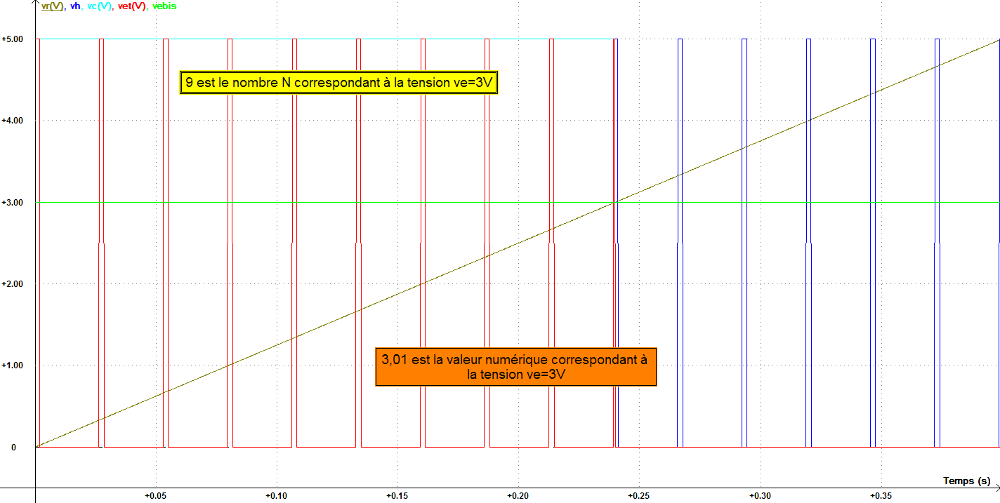 vr(V), vh, vc(V), vet(V), vebis
+5.00
9 est le nombre N correspondant à la tension ve=3V
+4.00
+3.00
+2.00
+1.00
3,01 est la valeur numérique correspondant à
la tension ve=3V
0
Temps (s)
+0.05 +0.10 +0.15 +0.20 +0.25 +0.30 +0.35